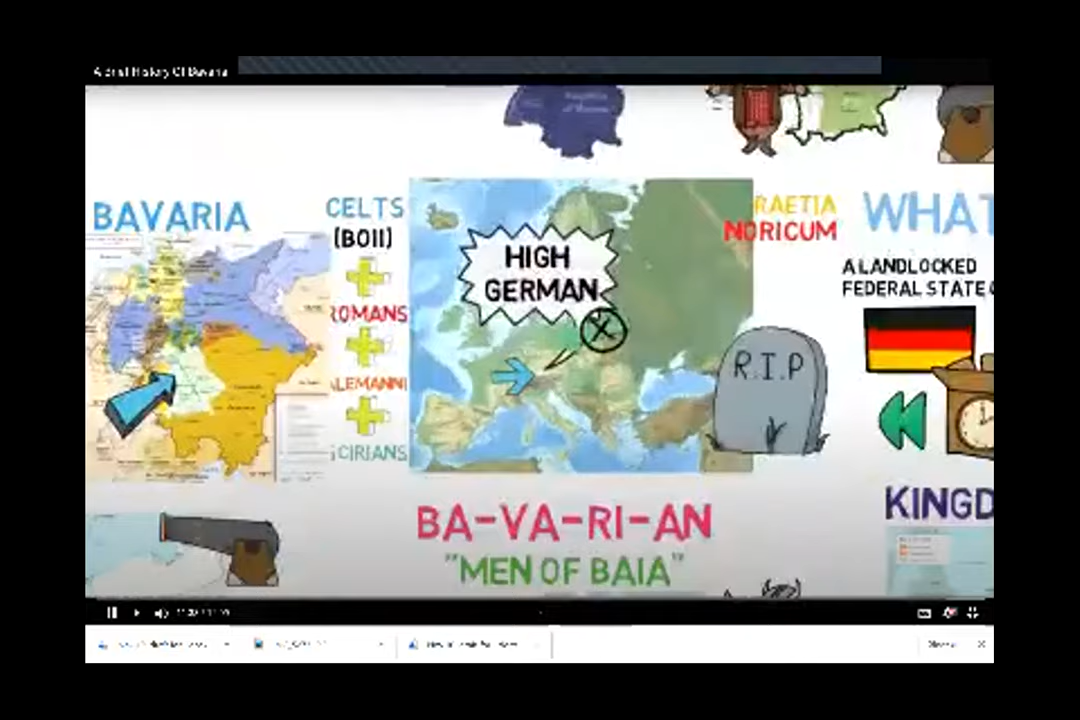 A Brief History Of Bavaria
BAVARIA
CELTS
(BOII)
ROMANS
ALEMANNI
SCIRIANS
HIGH
GERMAN
RAETIA
NORICUM
R.I.P
WHAT
A LANDLOCKED
FEDERAL STATE
BA-VA-RI-AN
"MEN OF BAIA"
KINGD